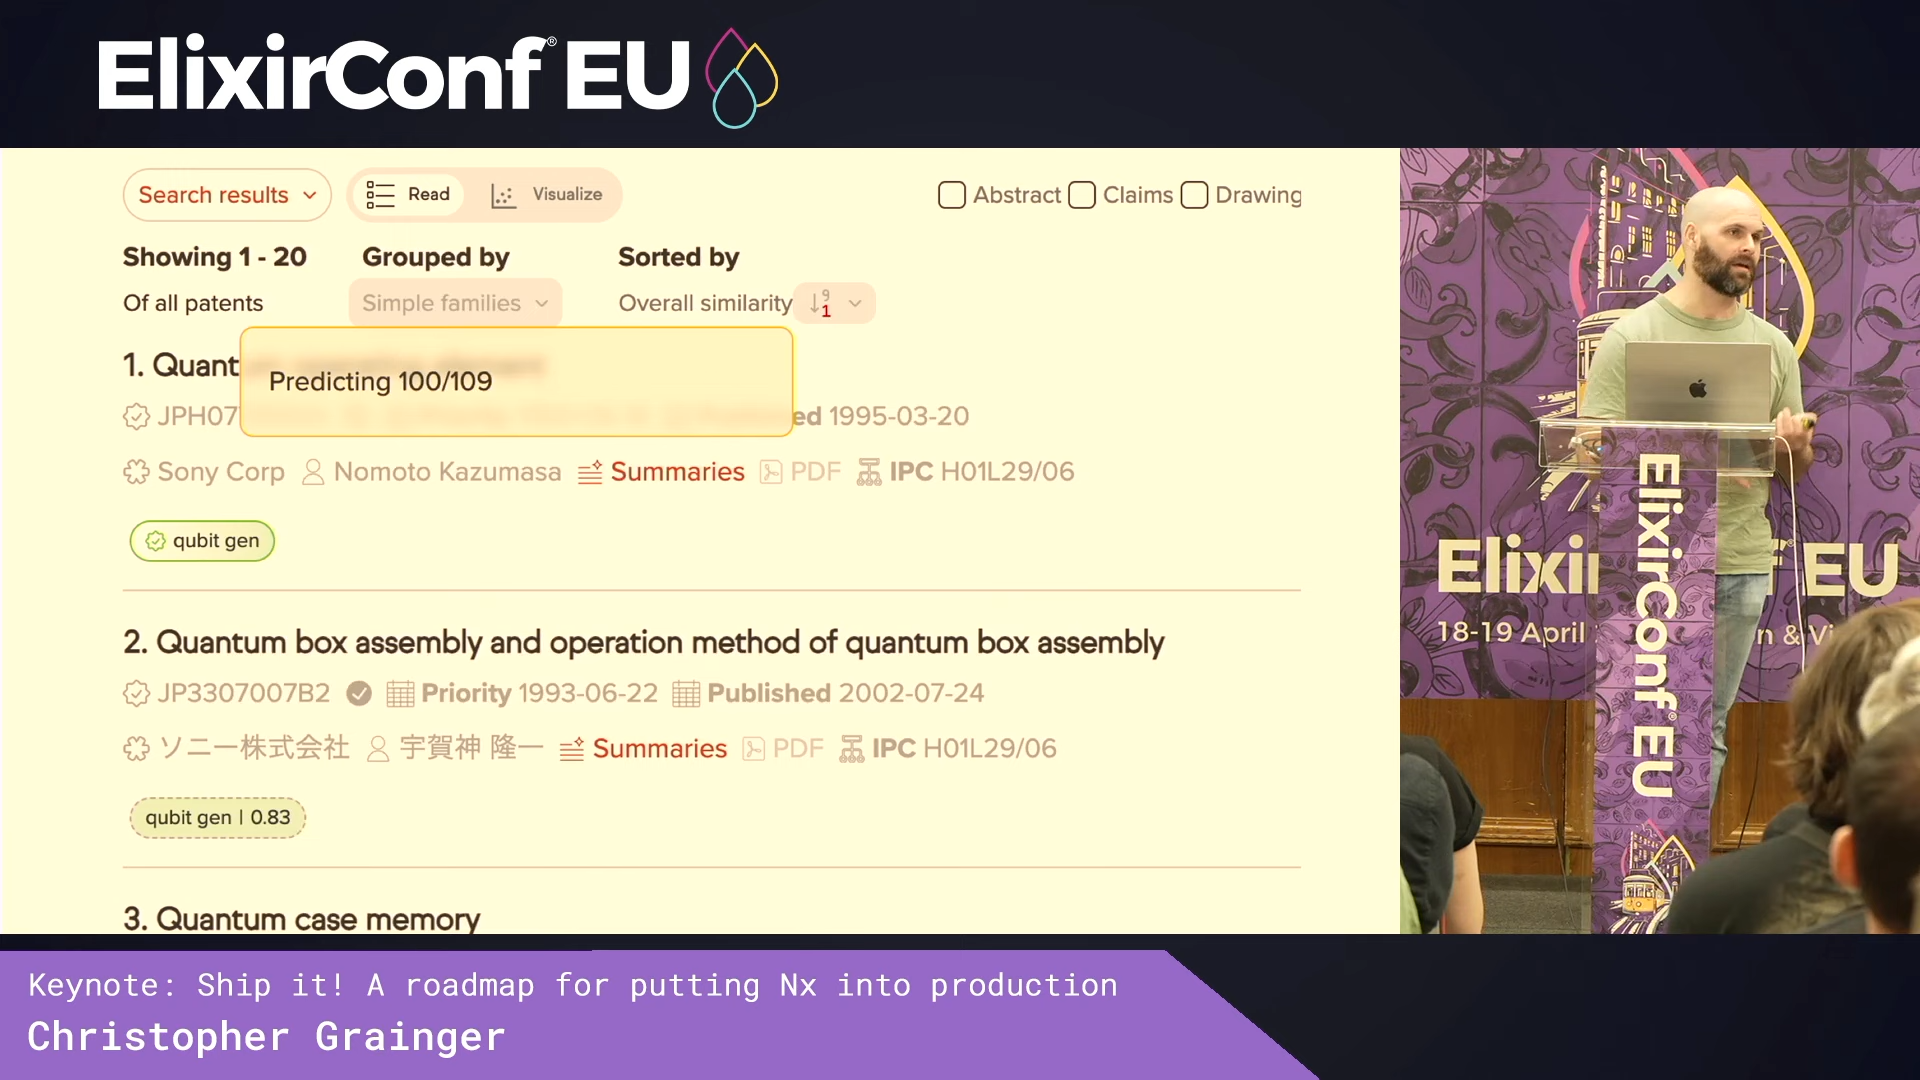 ElixirConf® EU
Search results
Read
Visualize
Abstract
Claims
Drawing
Showing 1 - 20
Grouped by
Sorted by
Of all patents
Simple families
Overall similarity
9
1
1. Quant
Predicting 100/109
JPH07
ed 1995-03-20
Sony Corp Nomoto Kazumasa Summaries PDF IPC H01L29/06
qubit gen
2. Quantum box assembly and operation method of quantum box assembly
JP3307007B2 Priority 1993-06-22 Published 2002-07-24
ソニー株式会社 宇賀神 隆一 Summaries PDF IPC H01L29/06
qubit gen | 0.83
3. Quantum case memory
Elixi
EU
18-19 April
n & Vi
ElixirConf® EU
Keynote: Ship it! A roadmap for putting Nx into production
Christopher Grainger